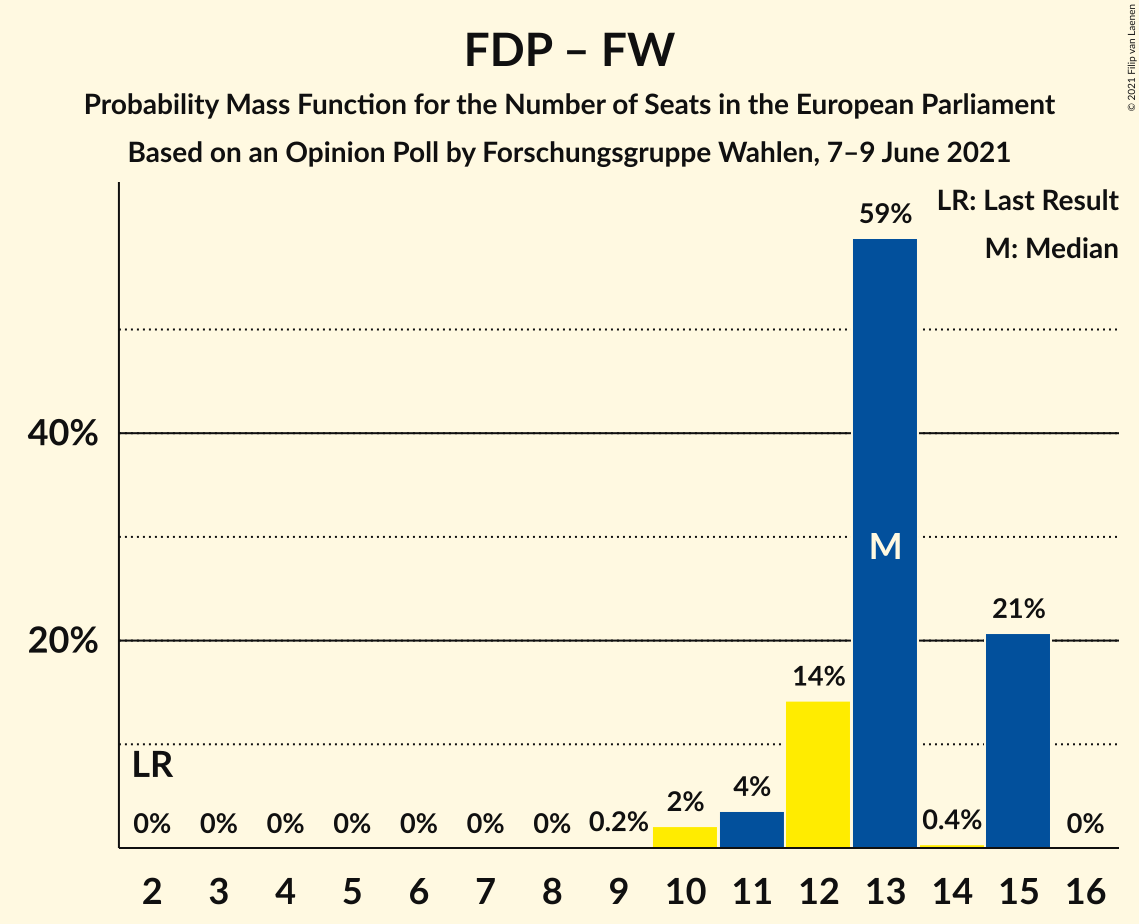 FDP – FW
Probability Mass Function for the Number of Seats in the European Parliament
Based on an Opinion Poll by Forschungsgruppe Wahlen, 7–9 June 2021
© 2021 Filip van Laenen
LR: Last Result
M: Median
59%
40%
M
21%
20%
14%
LR
4%
2%
0% 0% 0% 0% 0% 0% 0% 0.2% 0.4% 0%
2 3 4 5 6 7 8 9 10 11 12 13 14 15 16